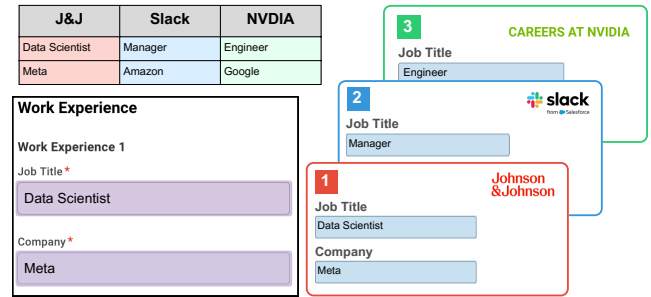 J&J Slack NVDIA
Data Scientist Manager Engineer
Meta Amazon Google
Work Experience
Work Experience 1
Job Title*
Data Scientist
Company*
Meta
3
CAREERS AT NVIDIA
Job Title
Engineer
2
slack
from Salesforce
Job Title
Manager
1
Johnson
&Johnson
Job Title
Data Scientist
Company
Meta